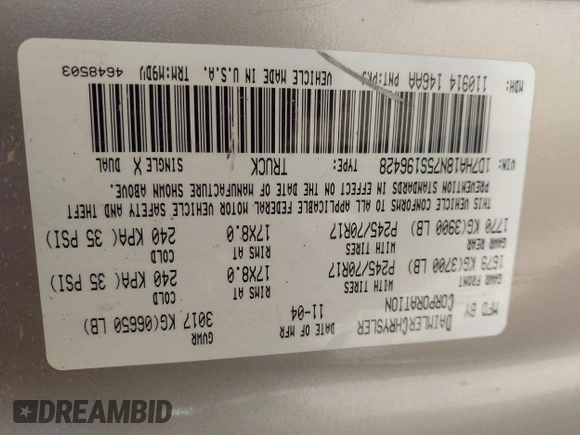 MFD BY DAIMLERCHRYSLER CORPORATION
DATE OF MFR 11-04
GVWR 3017 KG(06650 LB)
GAWR FRONT 1679 KG(3700 LB)
WITH TIRES P245/70R17
RIMS AT 17X8.0
COLD 240 KPA( 35 PSI)
GAWR REAR 1770 KG(3900 LB)
WITH TIRES P245/70R17
RIMS AT 17X8.0
COLD 240 KPA( 35 PSI)
THIS VEHICLE CONFORMS TO ALL APPLICABLE FEDERAL MOTOR VEHICLE SAFETY AND THEFT
PREVENTION STANDARDS IN EFFECT ON THE DATE OF MANUFACTURE SHOWN ABOVE.
VIN: 1D7HA18N75S196428 TYPE: TRUCK SINGLE X DUAL
MDH: 110914 146AA PNT:PKJ VEHICLE MADE IN U.S.A. TRM:M9DV 4648503
DREAMBID